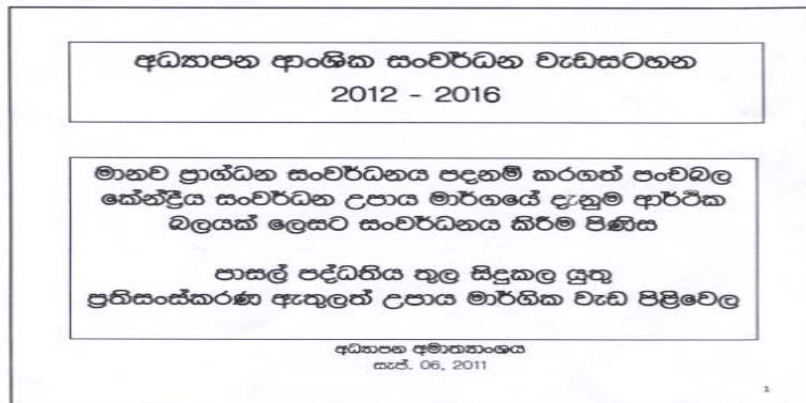 අධ්‍යාපන ආංශික සංවර්ධන වැඩසටහන
2012 - 2016
මානව ප්‍රාග්ධන සංවර්ධනය පදනම් කරගත් පංචබල
කේන්ද්‍රීය සංවර්ධන උපාය මාර්ගයේ දැනුම ආර්ථික
බලයක් ලෙසට සංවර්ධනය කිරීම පිණිස
පාසල් පද්ධතිය තුල සිදුකල යුතු
ප්‍රතිසංස්කරණ ඇතුලත් උපාය මාර්ගික වැඩ පිළිවෙල
අධ්‍යාපන අමාත්‍යාංශය
සැප්. 06, 2011
1